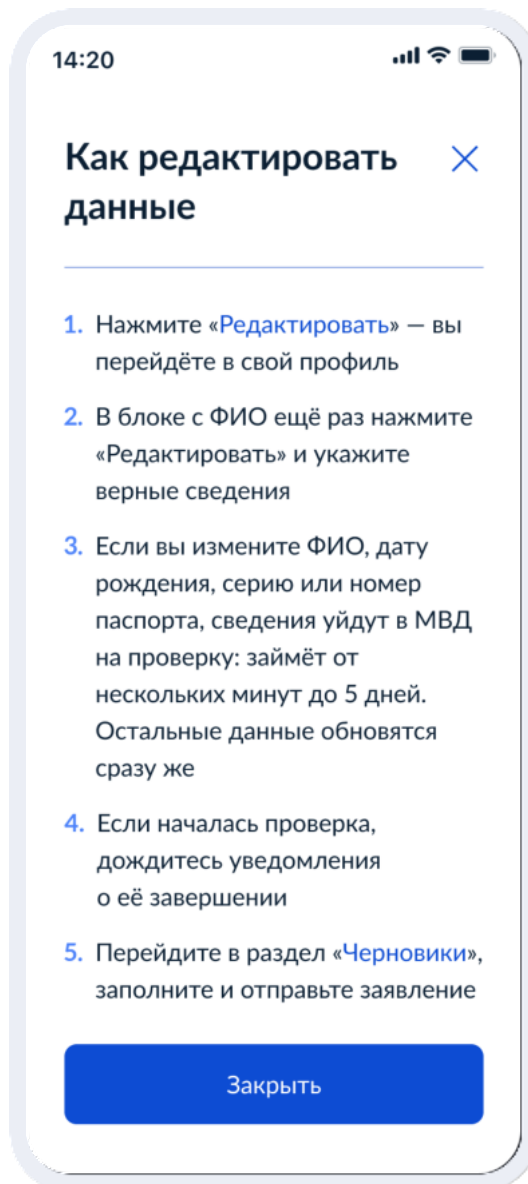 14:20
Как редактировать
данные
1. Нажмите «Редактировать» — вы
перейдёте в свой профиль
2. В блоке с ФИО ещё раз нажмите
«Редактировать» и укажите
верные сведения
3. Если вы измените ФИО, дату
рождения, серию или номер
паспорта, сведения уйдут в МВД
на проверку: займёт от
нескольких минут до 5 дней.
Остальные данные обновятся
сразу же
4. Если началась проверка,
дождитесь уведомления
о её завершении
5. Перейдите в раздел «Черновики»,
заполните и отправьте заявление
Закрыть